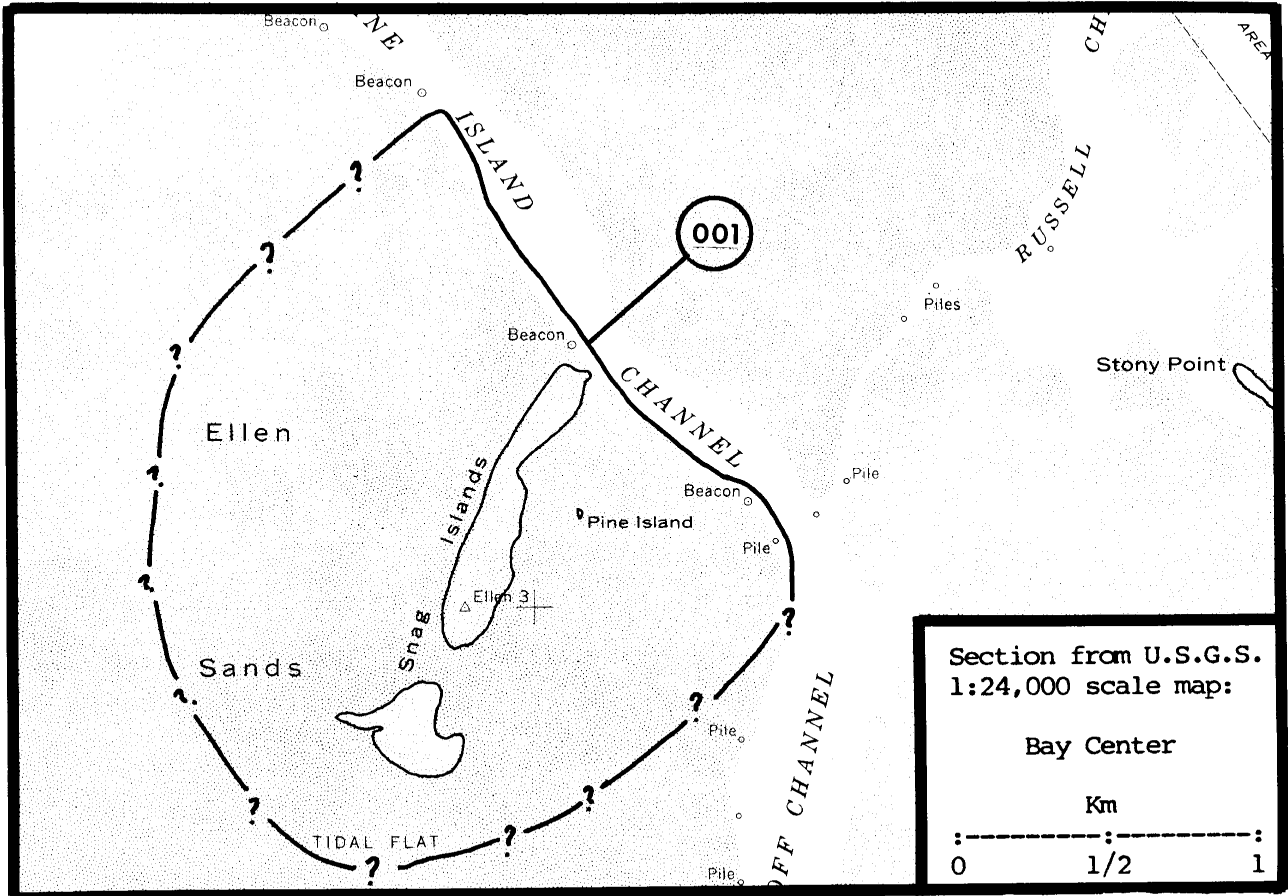 Beacon
NE
CH
AREA
Beacon
ISLAND
RUSSELL
001
Piles
Beacon
Stony Point
CHANNEL
Ellen
Pile
Islands
Beacon
Pine Island
Pile
?
?
?
?
?
?
?
?
?
?
?
?
Ellen 3
Snag
Sands
Pile
OFF CHANNEL
TIDAL FLAT
Pile
Section from U.S.G.S.
1:24,000 scale map:
Bay Center
Km
0 1/2 1